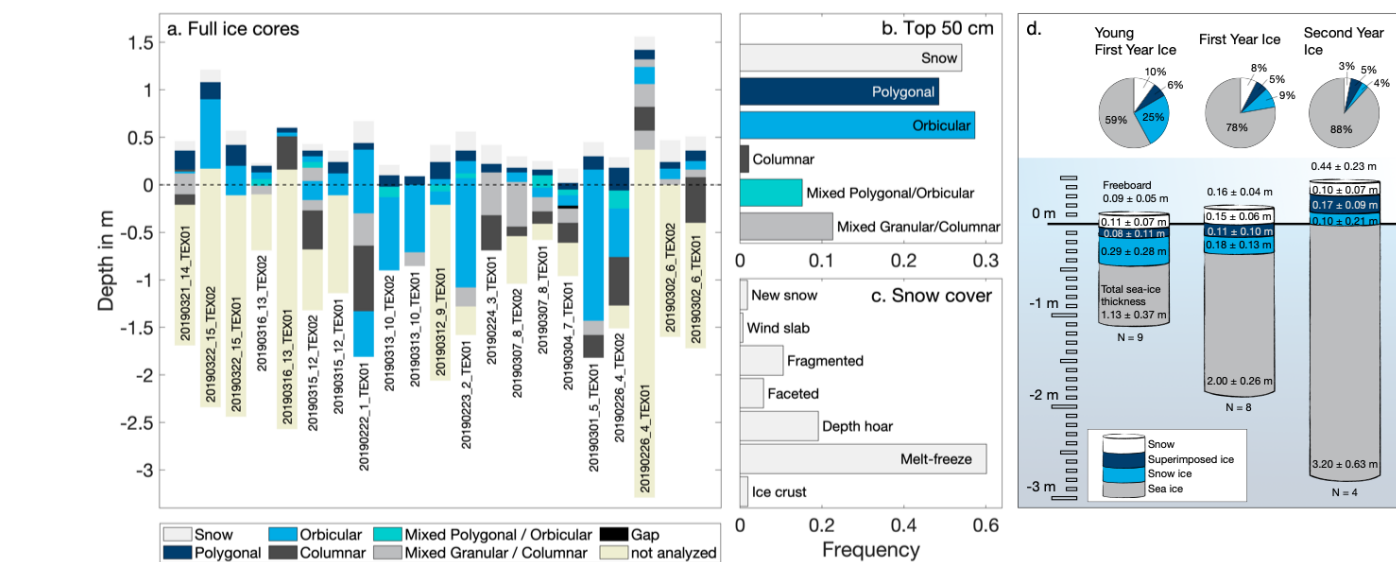 a. Full ice cores
Depth in m
1.5
1
0.5
0
-0.5
-1
-1.5
-2
-2.5
-3
20190321_14_TEX01
20190322_15_TEX02
20190322_15_TEX01
20190316_13_TEX02
20190316_13_TEX01
20190315_12_TEX02
20190315_12_TEX01
20190222_1_TEX01
20190313_10_TEX02
20190313_10_TEX01
20190312_9_TEX01
20190223_2_TEX01
20190224_3_TEX01
20190307_8_TEX02
20190307_8_TEX01
20190304_7_TEX01
20190301_5_TEX01
20190226_4_TEX02
20190226_4_TEX01
20190302_6_TEX02
20190302_6_TEX01
Snow
Orbicular
Mixed Polygonal / Orbicular
Gap
Polygonal
Columnar
Mixed Granular / Columnar
not analyzed
b. Top 50 cm
Snow
Polygonal
Orbicular
Columnar
Mixed Polygonal/Orbicular
Mixed Granular/Columnar
0
0.1
0.2
0.3
c. Snow cover
New snow
Wind slab
Fragmented
Faceted
Depth hoar
Melt-freeze
Ice crust
0
0.2
0.4
0.6
Frequency
d.
Young
First Year Ice
First Year Ice
Second Year
Ice
10%
6%
25%
59%
8%
5%
9%
78%
3%
5%
4%
88%
Freeboard
0.09 ± 0.05 m
0.16 ± 0.04 m
0.44 ± 0.23 m
0 m
-1 m
-2 m
-3 m
0.11 ± 0.07 m
0.08 ± 0.11 m
0.29 ± 0.28 m
Total sea-ice
thickness
1.13 ± 0.37 m
N = 9
0.15 ± 0.06 m
0.11 ± 0.10 m
0.18 ± 0.13 m
2.00 ± 0.26 m
N = 8
0.10 ± 0.07 m
0.17 ± 0.09 m
0.10 ± 0.21 m
3.20 ± 0.63 m
N = 4
Snow
Superimposed ice
Snow ice
Sea ice